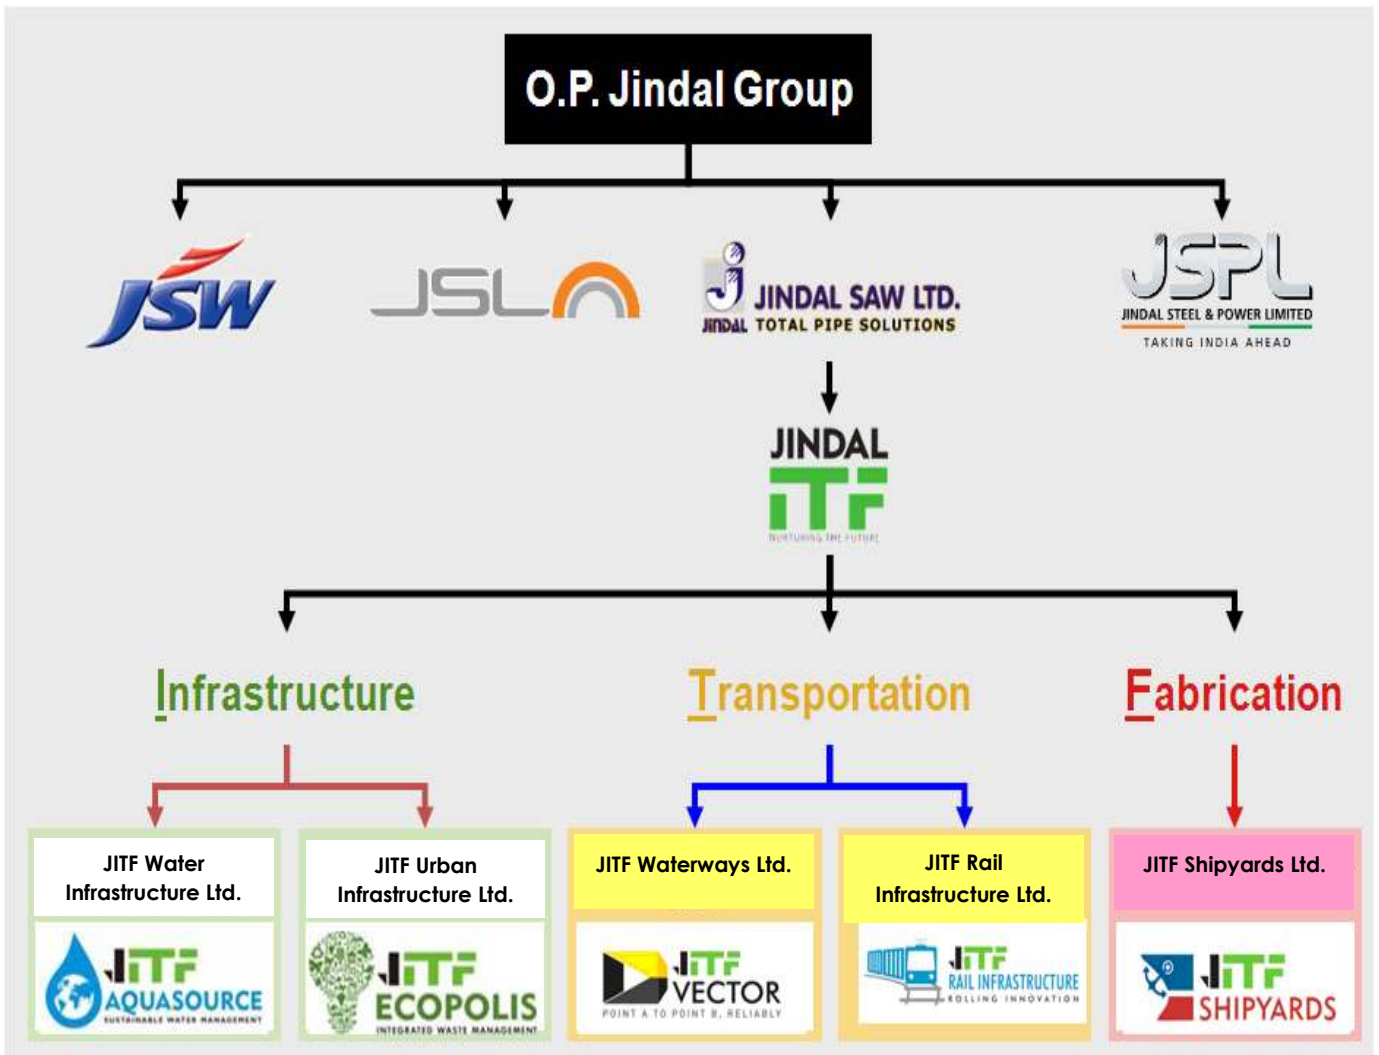 O.P. Jindal Group
JSW
JSL
JINDAL
JINDAL SAW LTD.
TOTAL PIPE SOLUTIONS
JSPL
JINDAL STEEL & POWER LIMITED
TAKING INDIA AHEAD
JINDAL
ITF
NURTURING THE FUTURE
Infrastructure
Transportation
Fabrication
JITF Water
Infrastructure Ltd.
JITF Urban
Infrastructure Ltd.
JITF Waterways Ltd.
JITF Rail
Infrastructure Ltd.
JITF Shipyards Ltd.
JITF
AQUASOURCE
SUSTAINABLE WATER MANAGEMENT
JITF
ECOPOLIS
INTEGRATED WASTE MANAGEMENT
JITF
VECTOR
POINT A TO POINT B, RELIABLY
JITF
RAIL INFRASTRUCTURE
ROLLING INNOVATION
JITF
SHIPYARDS